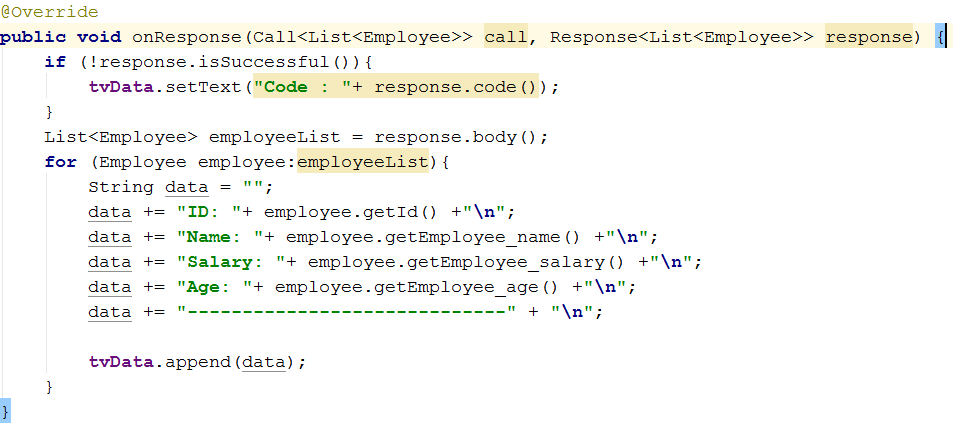 @Override
public void onResponse(Call<List<Employee>> call, Response<List<Employee>> response) {
    if (!response.isSuccessful()){
        tvData.setText("Code : "+ response.code());
    }
    List<Employee> employeeList = response.body();
    for (Employee employee:employeeList){
        String data = "";
        data += "ID: "+ employee.getId() +"\n";
        data += "Name: "+ employee.getEmployee_name() +"\n";
        data += "Salary: "+ employee.getEmployee_salary() +"\n";
        data += "Age: "+ employee.getEmployee_age() +"\n";
        data += "-----------------------------" + "\n";

        tvData.append(data);
    }
}